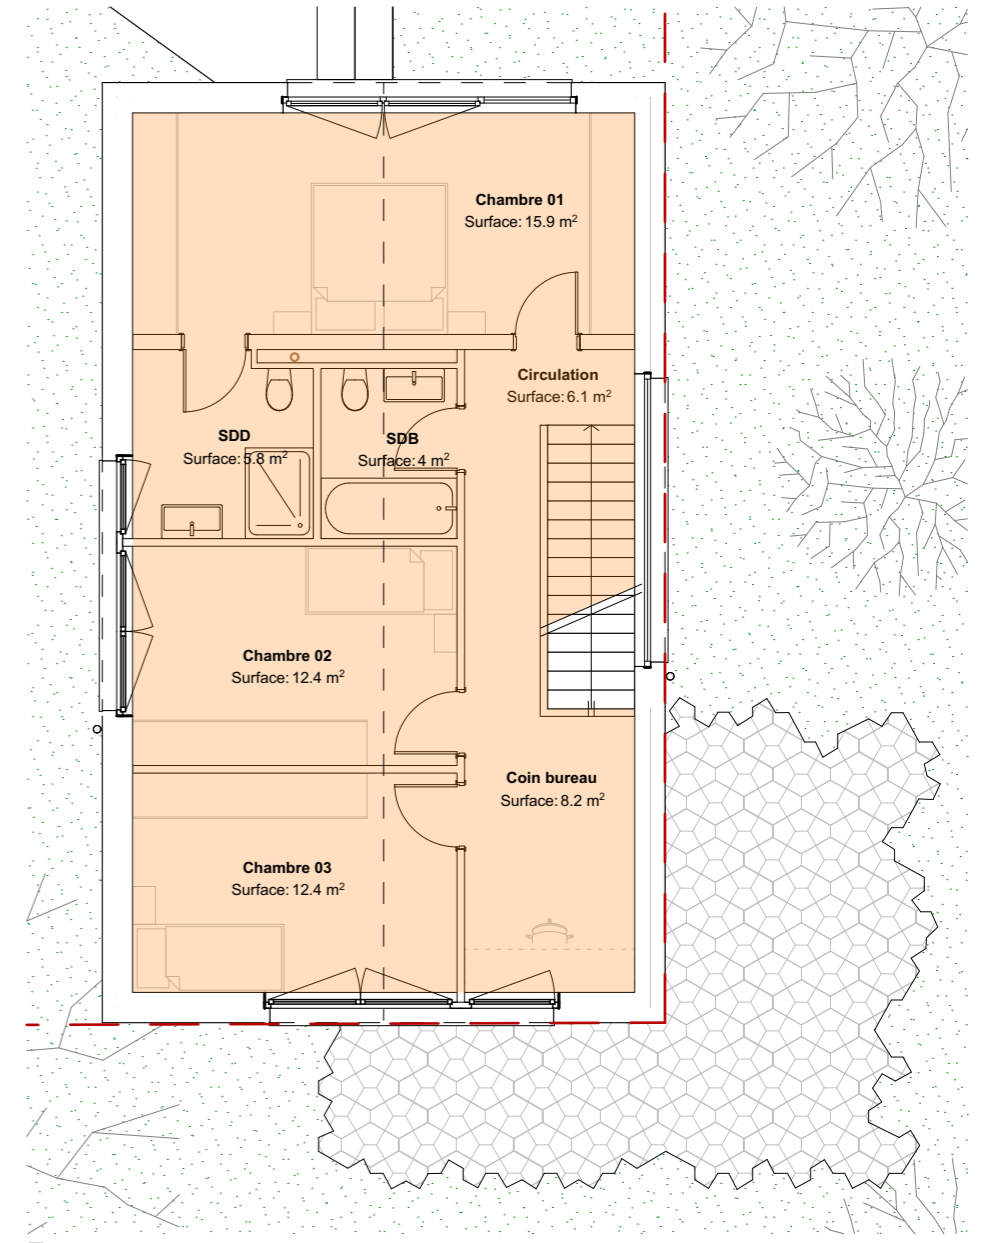 Chambre 01
Surface: 15.9 m²
Circulation
Surface: 6.1 m²
SDD
Surface: 5.8 m²
SDB
Surface: 4 m²
Chambre 02
Surface: 12.4 m²
Coin bureau
Surface: 8.2 m²
Chambre 03
Surface: 12.4 m²